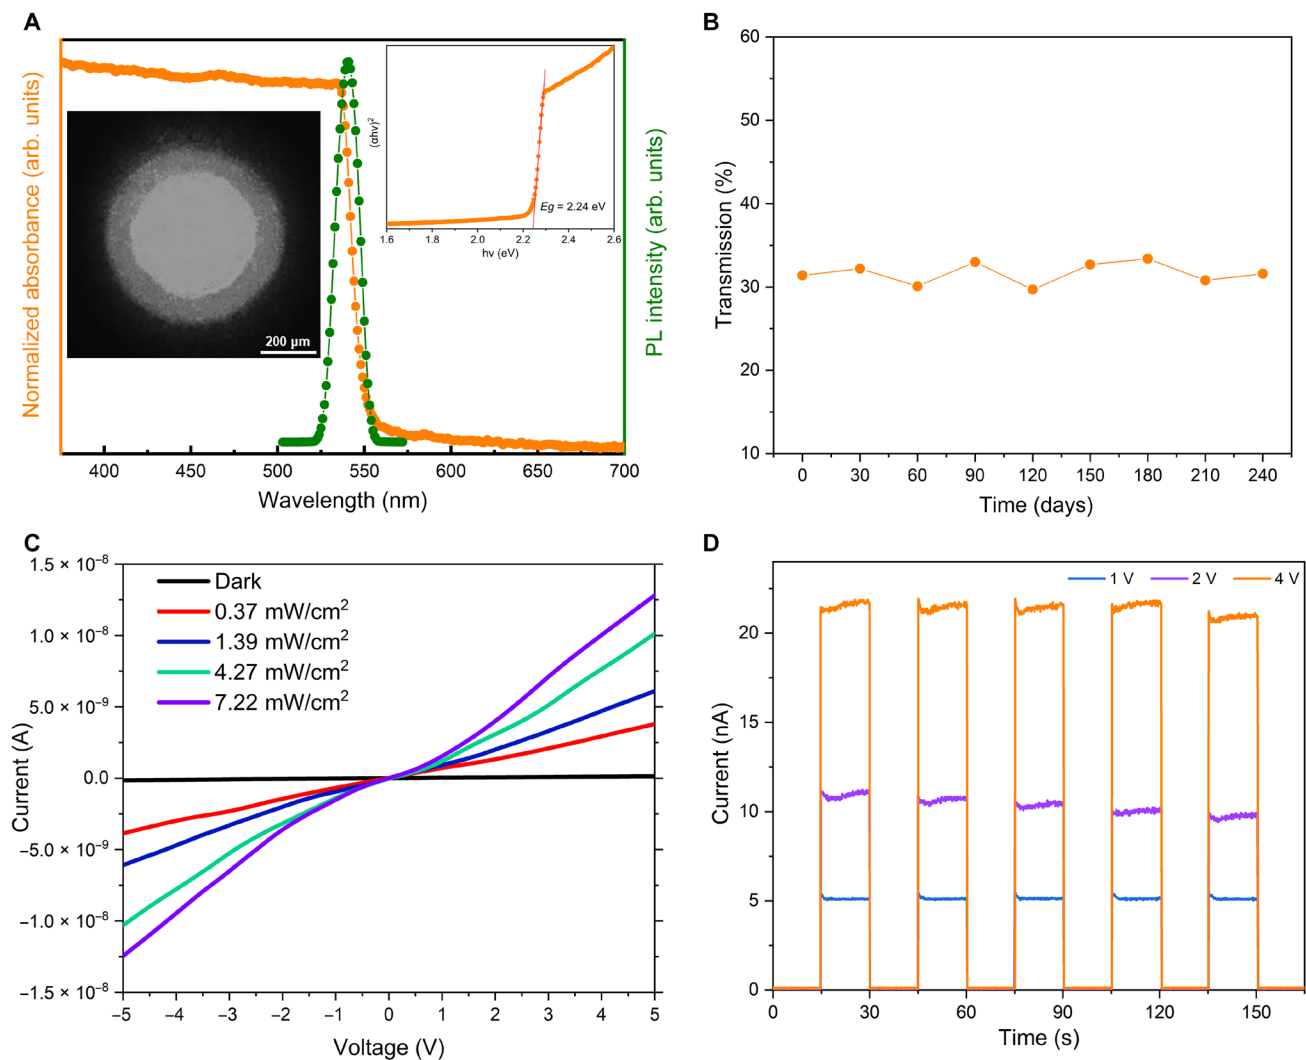 A
Normalized absorbance (arb. units)
200 µm
(αhv)²
Eg = 2.24 eV
1.6 1.8 2.0 2.2 2.4 2.6
hv (eV)
PL intensity (arb. units)
400 450 500 550 600 650 700
Wavelength (nm)
B
Transmission (%)
60
50
40
30
20
10
0 30 60 90 120 150 180 210 240
Time (days)
C
Current (A)
1.5 × 10⁻⁸
1.0 × 10⁻⁸
5.0 × 10⁻⁹
0.0
−5.0 × 10⁻⁹
−1.0 × 10⁻⁸
−1.5 × 10⁻⁸
Dark
0.37 mW/cm²
1.39 mW/cm²
4.27 mW/cm²
7.22 mW/cm²
−5 −4 −3 −2 −1 0 1 2 3 4 5
Voltage (V)
D
1 V 2 V 4 V
Current (nA)
20
15
10
5
0
0 30 60 90 120 150
Time (s)